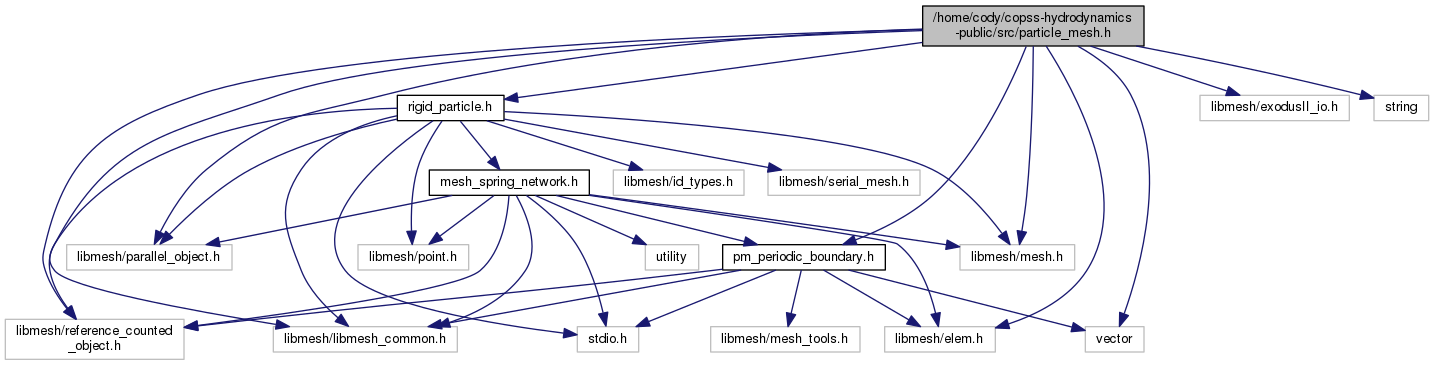 /home/cody/copss-hydrodynamics
-public/src/particle_mesh.h
rigid_particle.h
libmesh/exodusII_io.h
string
mesh_spring_network.h
libmesh/id_types.h
libmesh/serial_mesh.h
libmesh/parallel_object.h
libmesh/point.h
utility
pm_periodic_boundary.h
libmesh/mesh.h
libmesh/reference_counted
_object.h
libmesh/libmesh_common.h
stdio.h
libmesh/mesh_tools.h
libmesh/elem.h
vector